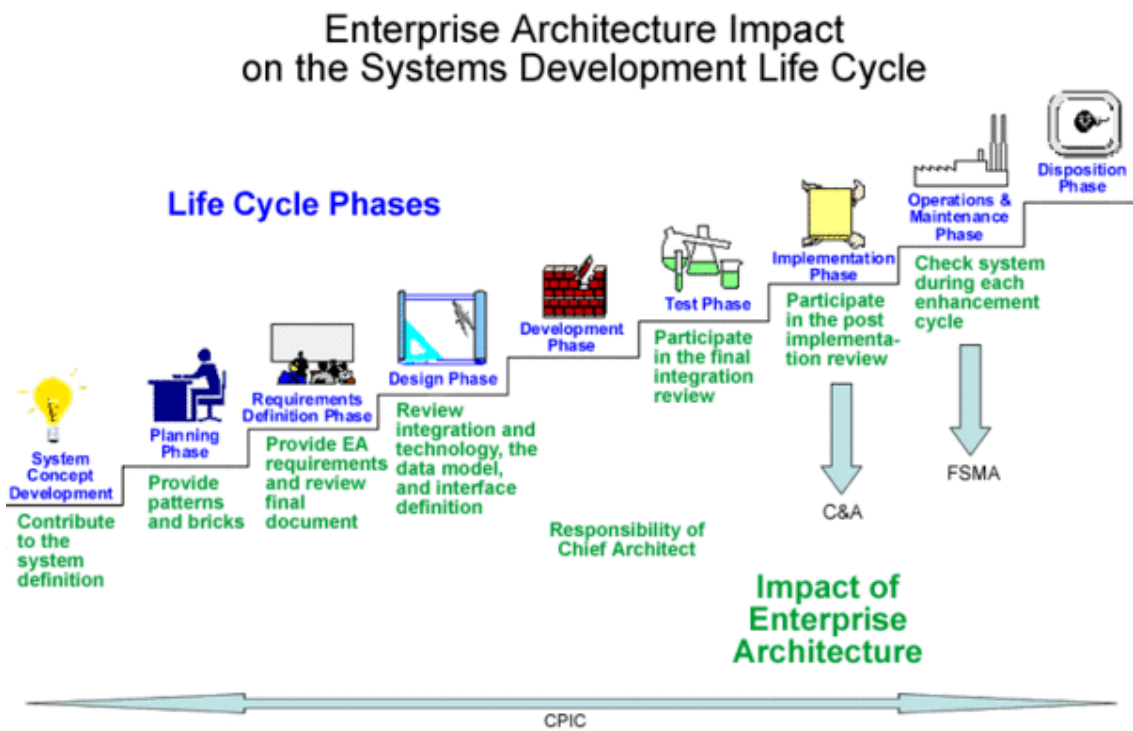 Enterprise Architecture Impact
on the Systems Development Life Cycle
Life Cycle Phases
System
Concept
Development
Contribute
to the
system
definition
Planning
Phase
Provide
patterns
and bricks
Requirements
Definition Phase
Provide EA
requirements
and review
final
document
Design Phase
Review
integration and
technology, the
data model,
and interface
definition
Development
Phase
Test Phase
Participate
in the final
integration
review
Implementation
Phase
Participate
in the post
implementa-
tion review
C&A
Operations &
Maintenance
Phase
Check system
during each
enhancement
cycle
FSMA
Disposition
Phase
Responsibility of
Chief Architect
Impact of
Enterprise
Architecture
CPIC